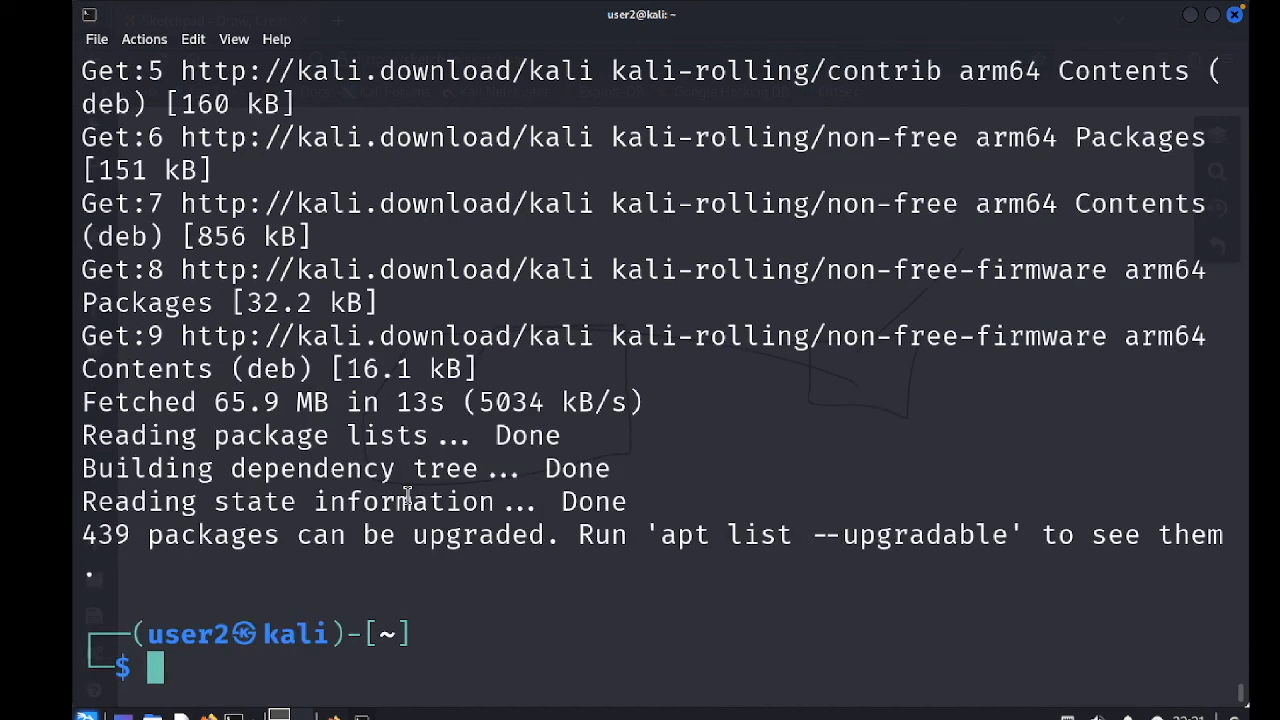 user2@kali: ~
File Actions Edit View Help
Get:5 http://kali.download/kali kali-rolling/contrib arm64 Contents (
deb) [160 kB]
Get:6 http://kali.download/kali kali-rolling/non-free arm64 Packages
[151 kB]
Get:7 http://kali.download/kali kali-rolling/non-free arm64 Contents
(deb) [856 kB]
Get:8 http://kali.download/kali kali-rolling/non-free-firmware arm64
Packages [32.2 kB]
Get:9 http://kali.download/kali kali-rolling/non-free-firmware arm64
Contents (deb) [16.1 kB]
Fetched 65.9 MB in 13s (5034 kB/s)
Reading package lists... Done
Building dependency tree... Done
Reading state information... Done
439 packages can be upgraded. Run 'apt list --upgradable' to see them
.
┌──(user2㉿kali)-[~]
└─$